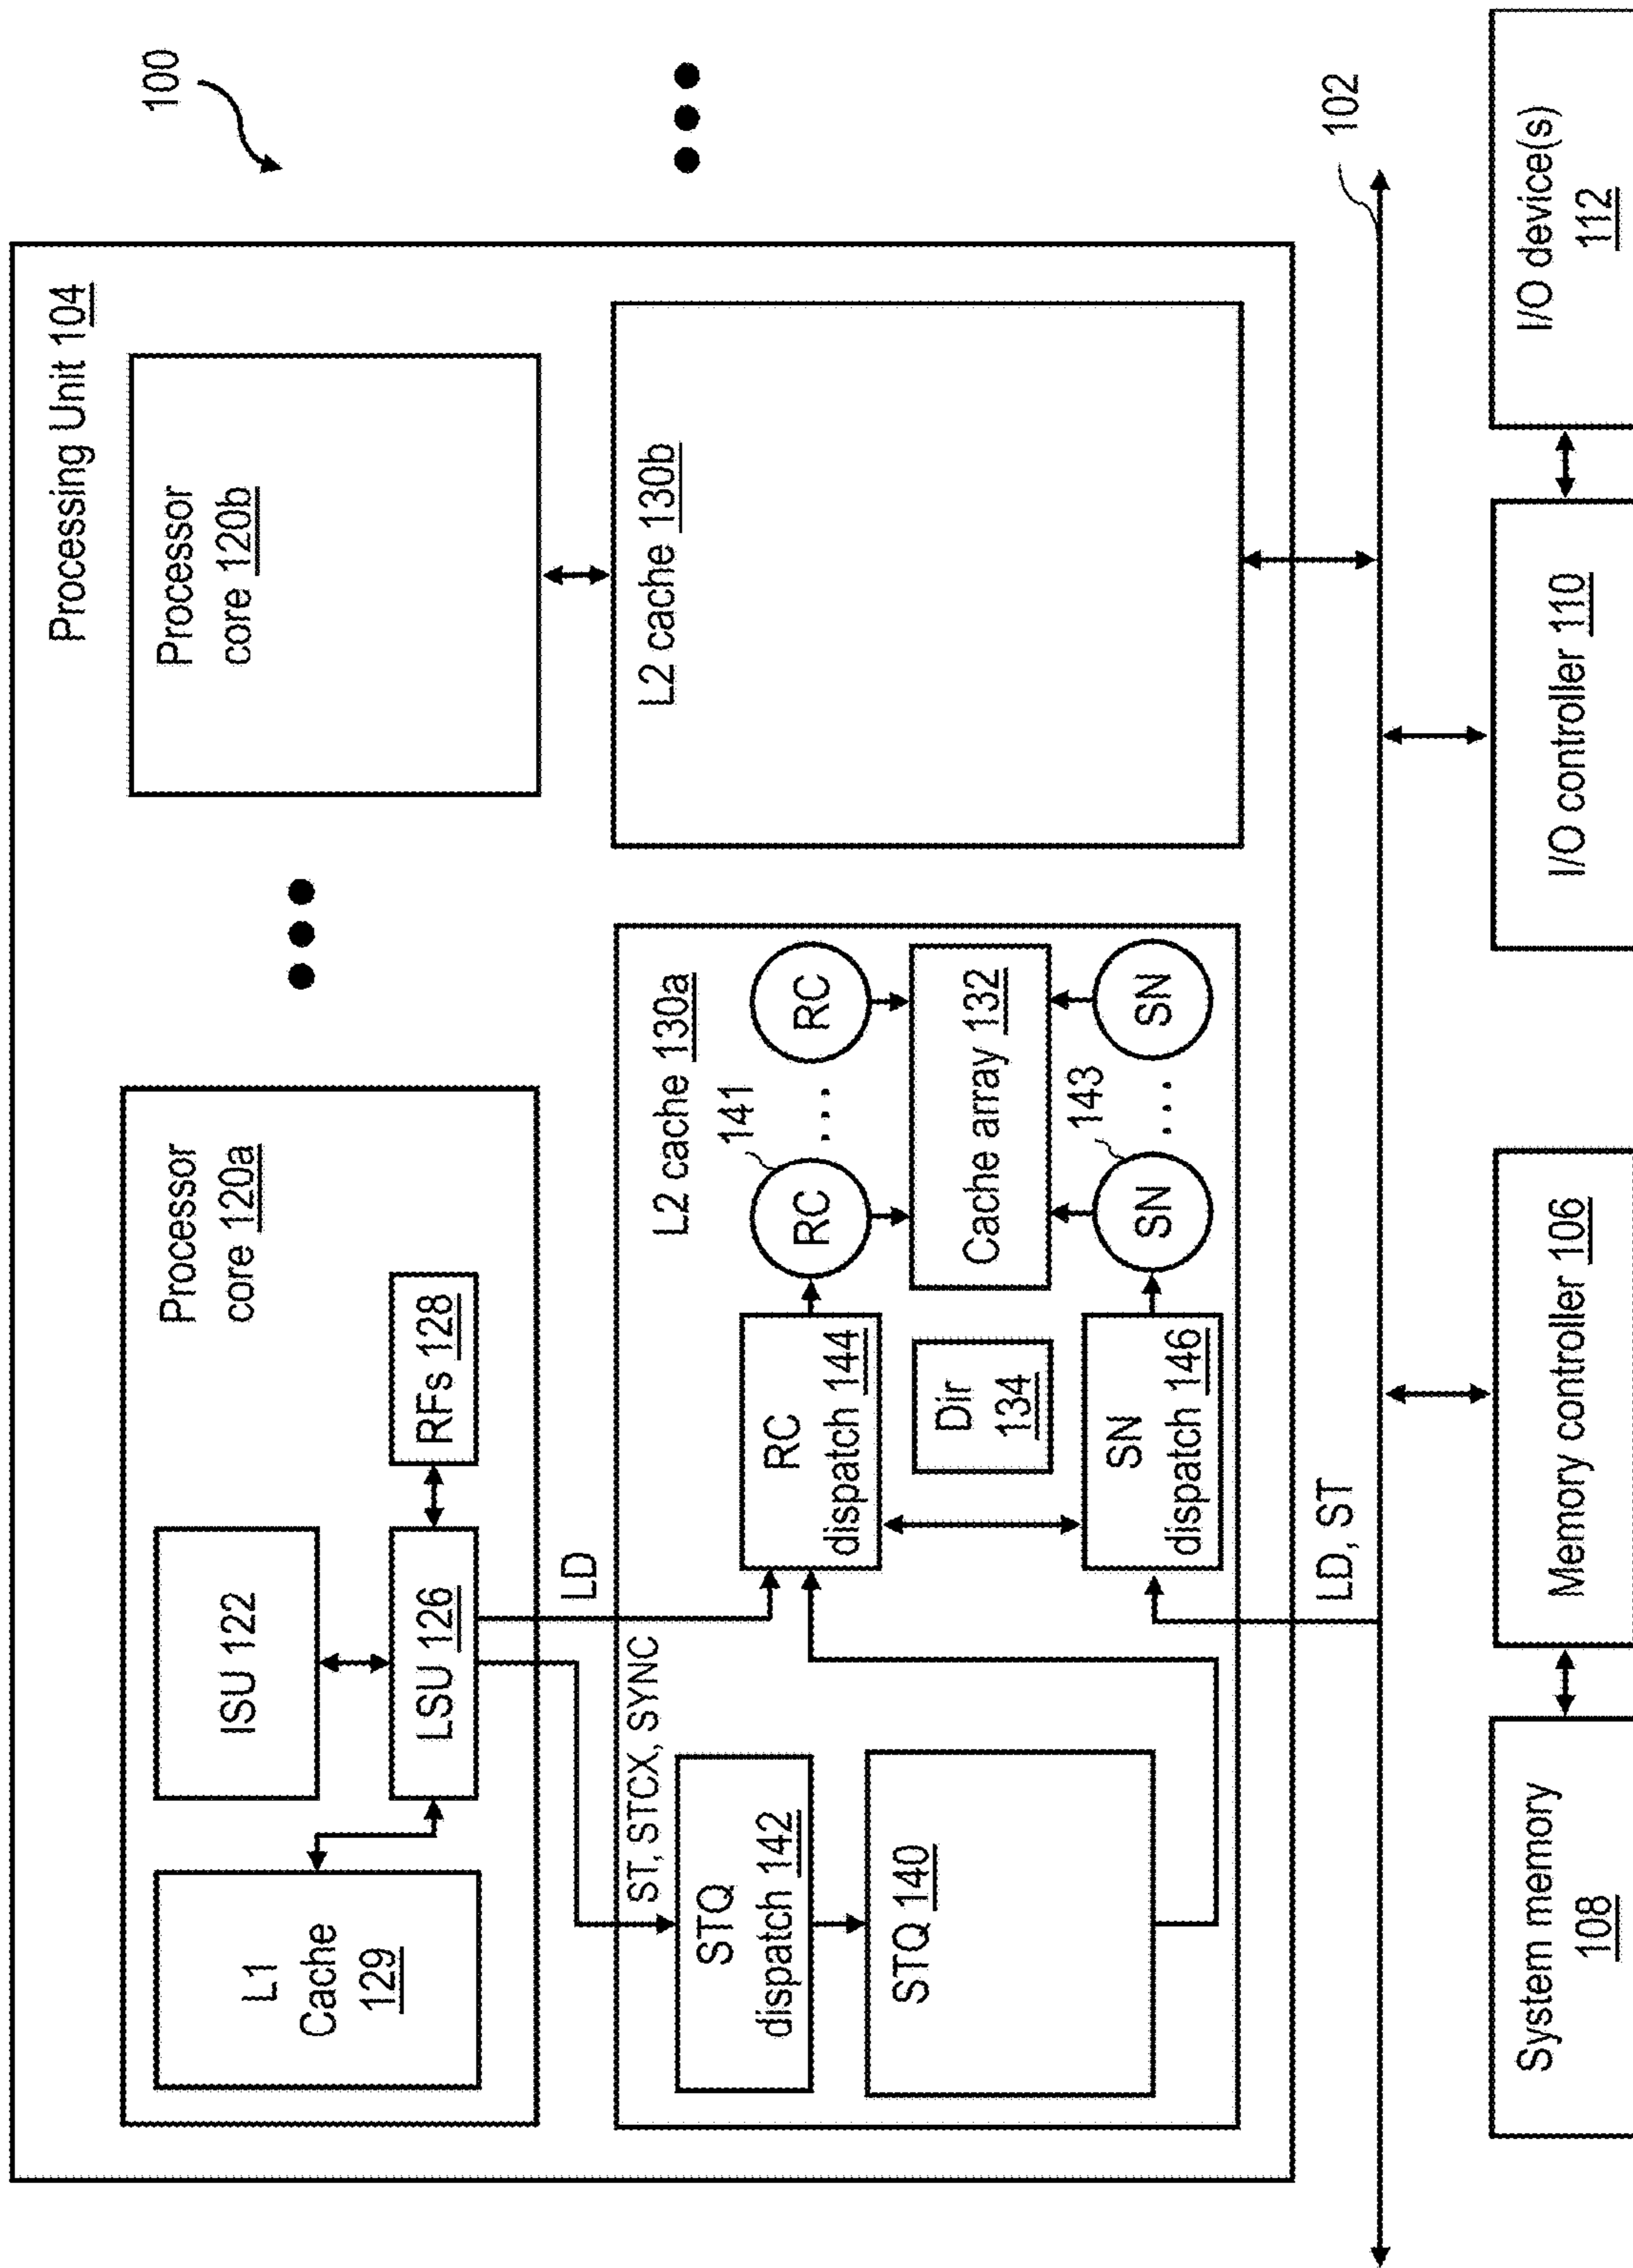 100
Processing Unit 104
Processor
core 120a
L1
Cache
129
ISU 122
LSU 126
RFs 128
Processor
core 120b
LD
ST, STCX, SYNC
L2 cache 130a
STQ
dispatch 142
STQ 140
RC
dispatch 144
141
RC
RC
Dir
134
Cache array 132
143
SN
dispatch 146
SN
SN
L2 cache 130b
LD, ST
102
System memory
108
Memory controller 106
I/O controller 110
I/O device(s)
112